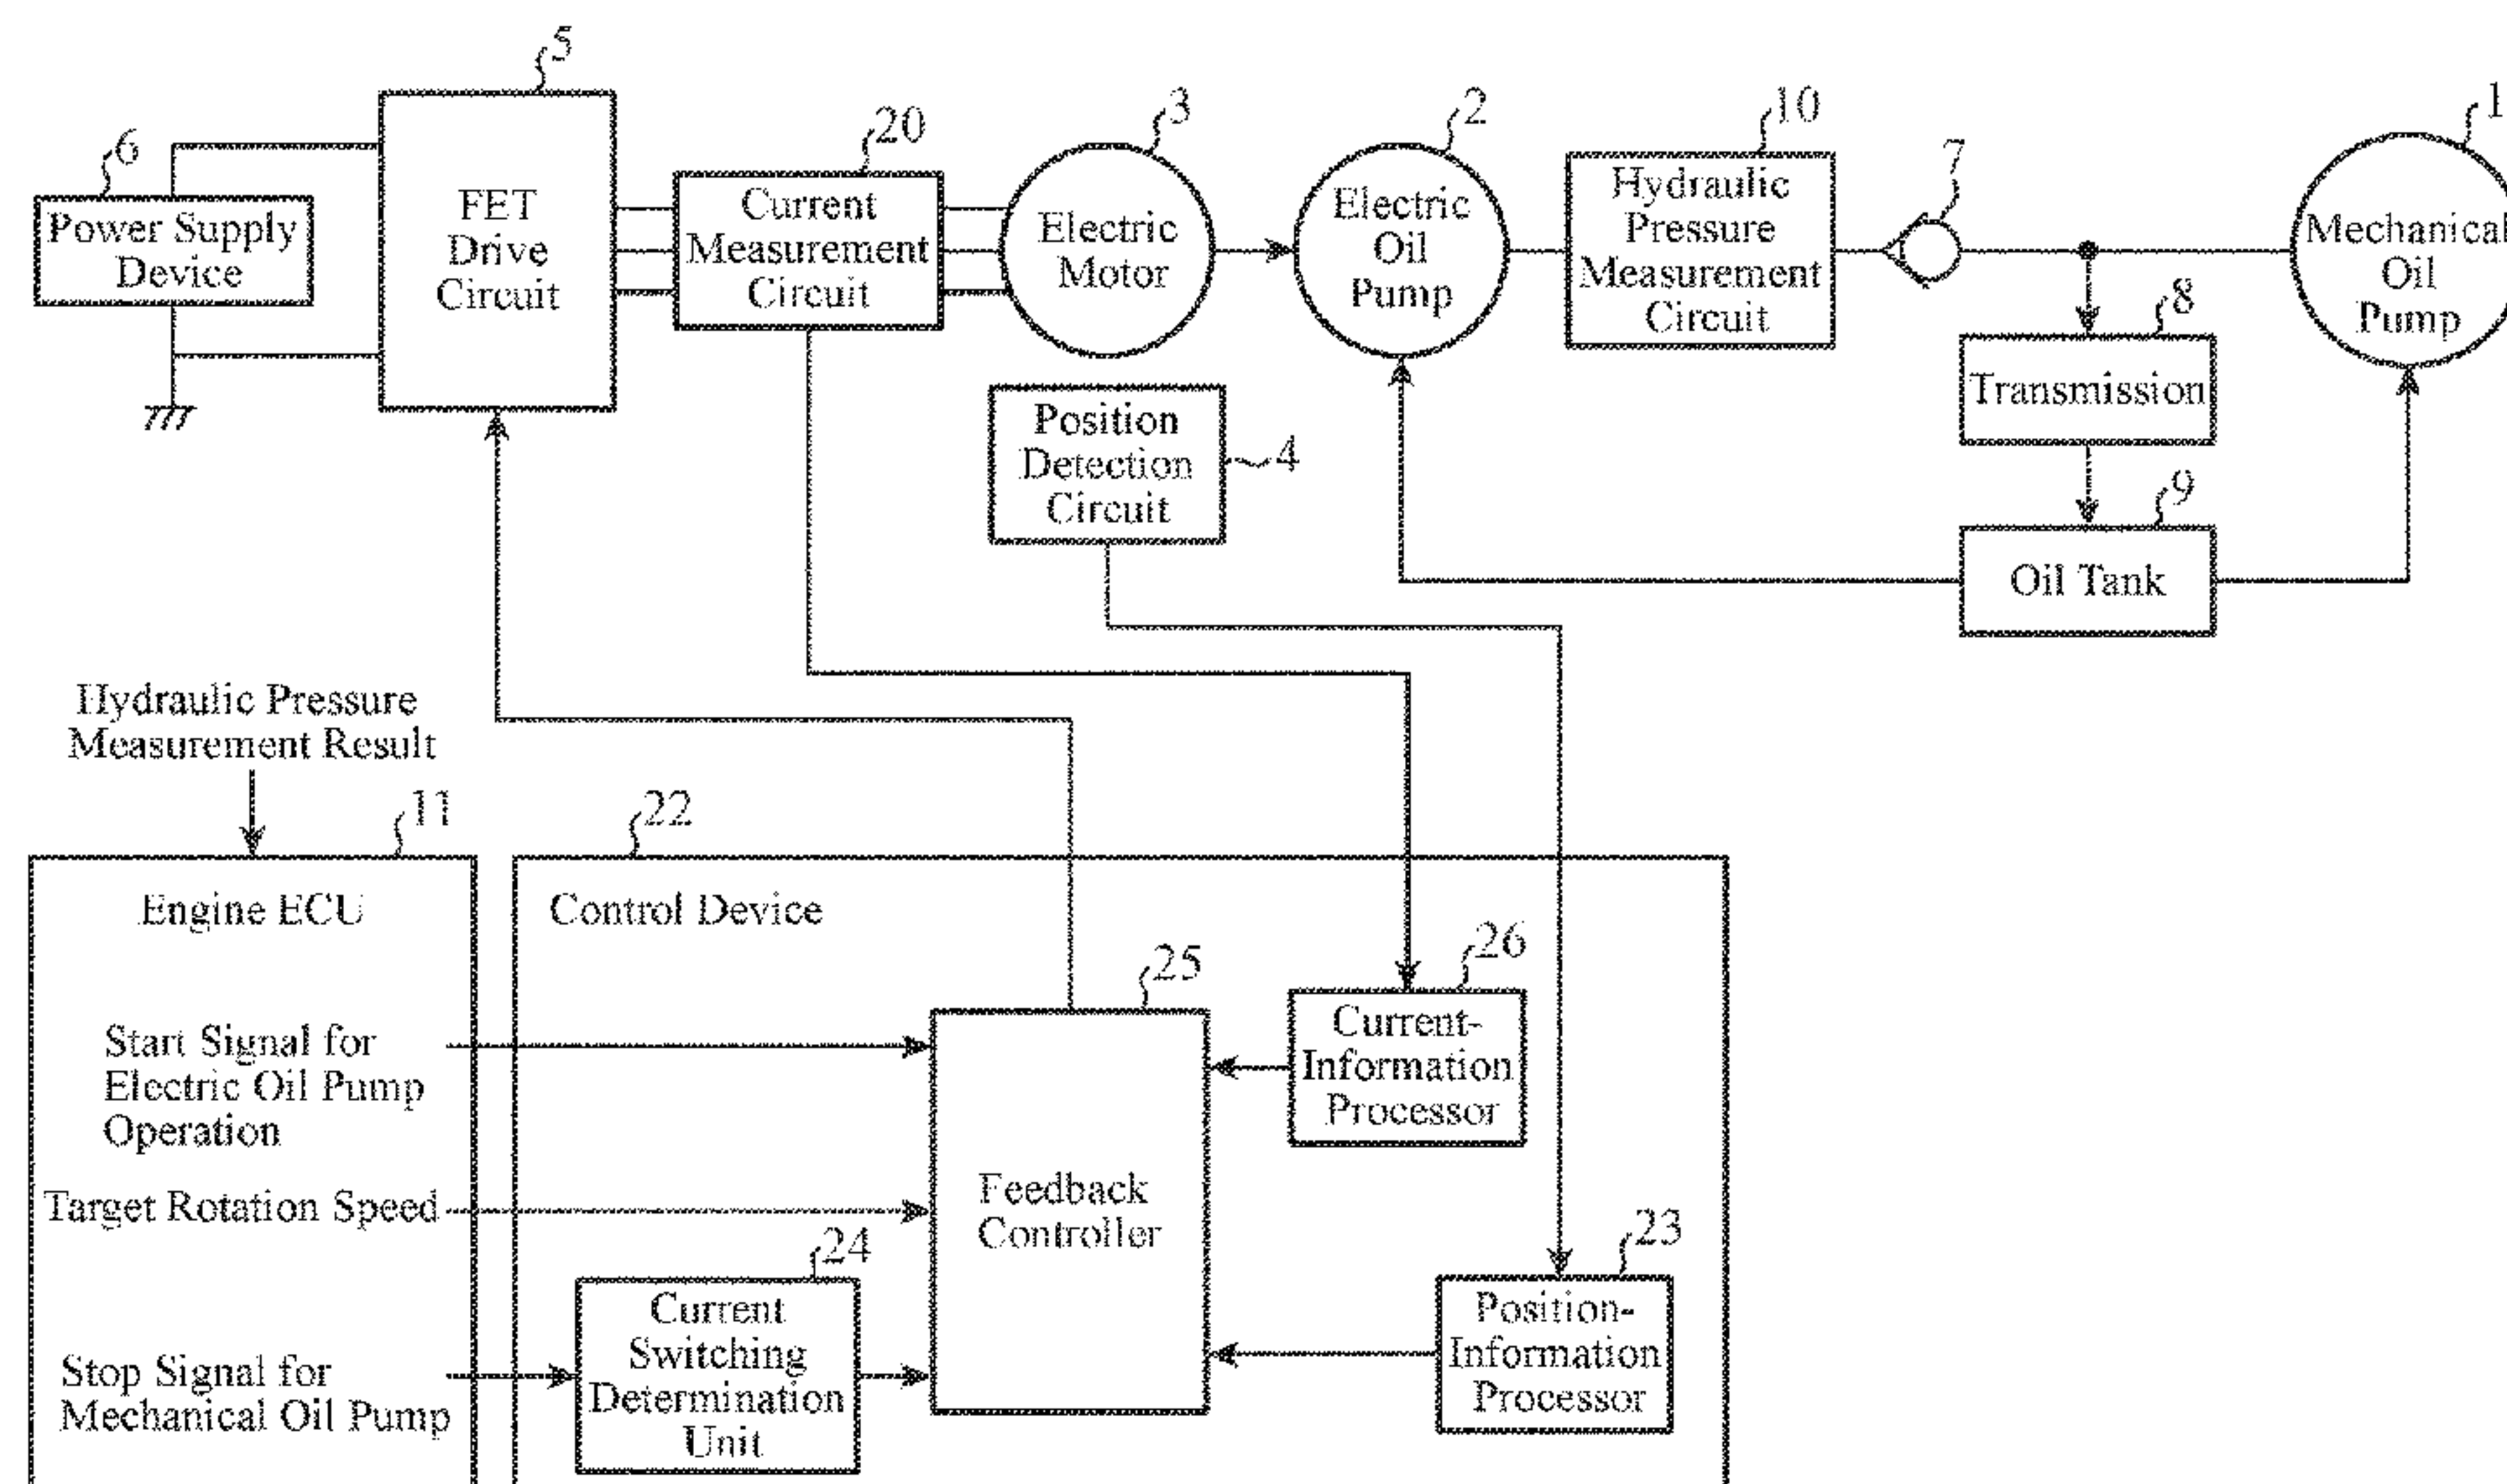 5
6
Power Supply
Device
FET
Drive
Circuit
20
Current
Measurement
Circuit
3
Electric
Motor
2
Electric
Oil
Pump
10
Hydraulic
Pressure
Measurement
Circuit
7
1
Mechanical
Oil
Pump
8
Transmission
Position
Detection
Circuit
4
9
Oil Tank
Hydraulic Pressure
Measurement Result
11
Engine ECU
22
Control Device
Start Signal for
Electric Oil Pump
Operation
Target Rotation Speed
Stop Signal for
Mechanical Oil Pump
24
Current
Switching
Determination
Unit
25
Feedback
Controller
26
Current-
Information
Processor
23
Position-
Information
Processor